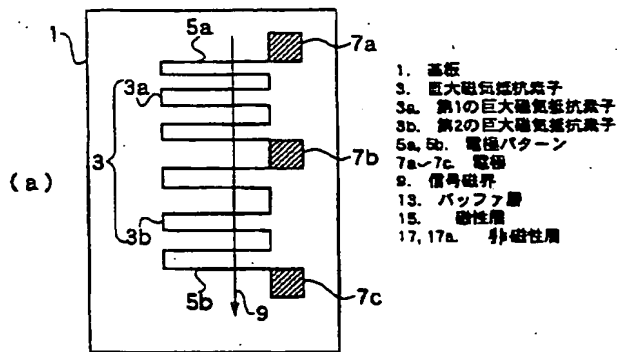 1
5a
7a
3a
3
7b
(a)
3b
5b
9
7c
1. 基板
3. 巨大磁気抵抗素子
3a. 第1の巨大磁気抵抗素子
3b. 第2の巨大磁気抵抗素子
5a, 5b. 電極パターン
7a~7c. 電極
9. 信号磁界
13. バッファ層
15. 磁性層
17, 17a. 非磁性層